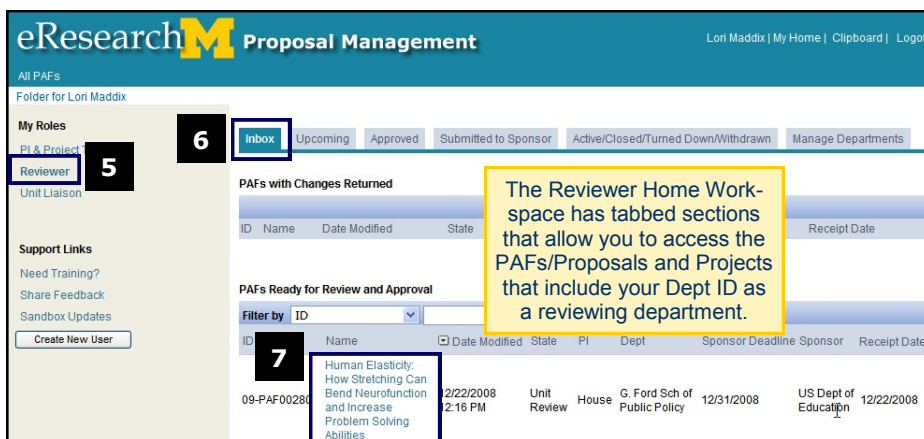 eResearch M Proposal Management
Lori Maddix | My Home | Clipboard | Logof
All PAFs
Folder for Lori Maddix
My Roles
PI & Project
Reviewer
Unit Liaison
5
Support Links
Need Training?
Share Feedback
Sandbox Updates
Create New User
6
Inbox Upcoming Approved Submitted to Sponsor Active/Closed/Turned Down/Withdrawn Manage Departments
PAFs with Changes Returned
ID Name Date Modified State Receipt Date
The Reviewer Home Work-
space has tabbed sections
that allow you to access the
PAFs/Proposals and Projects
that include your Dept ID as
a reviewing department.
PAFs Ready for Review and Approval
Filter by ID
ID Name Date Modified State PI Dept Sponsor Deadline Sponsor Receipt Date
7
09-PAF00280
Human Elasticity:
How Stretching Can
Bend Neurofunction
and Increase
Problem Solving
Abilities
12/22/2008
12:16 PM
Unit
Review
House
G. Ford Sch of
Public Policy
12/31/2008
US Dept of
Education
12/22/2008